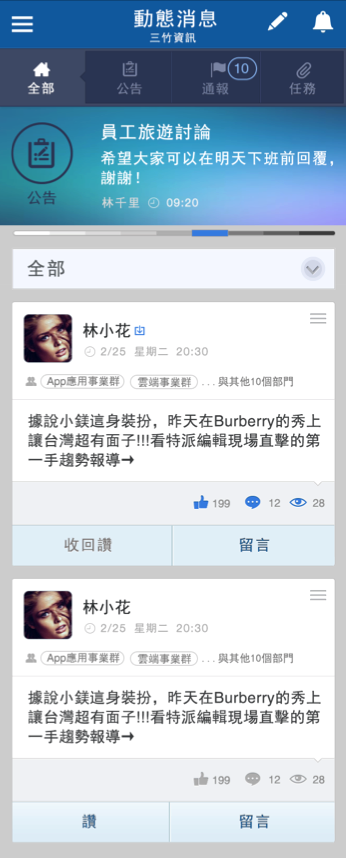 動態消息
三竹資訊
全部
公告
通報
10
任務
公告
員工旅遊討論
希望大家可以在明天下班前回覆，
謝謝！
林千里 09:20
全部
林小花
2/25 星期二 20:30
App應用事業群 雲端事業群 ...與其他10個部門
據說小鎂這身裝扮，昨天在Burberry的秀上
讓台灣超有面子!!!看特派編輯現場直擊的第
一手趨勢報導→
199 12 28
收回讚 留言
林小花
2/25 星期二 20:30
App應用事業群 雲端事業群 ...與其他10個部門
據說小鎂這身裝扮，昨天在Burberry的秀上
讓台灣超有面子!!!看特派編輯現場直擊的第
一手趨勢報導→
199 12 28
讚 留言